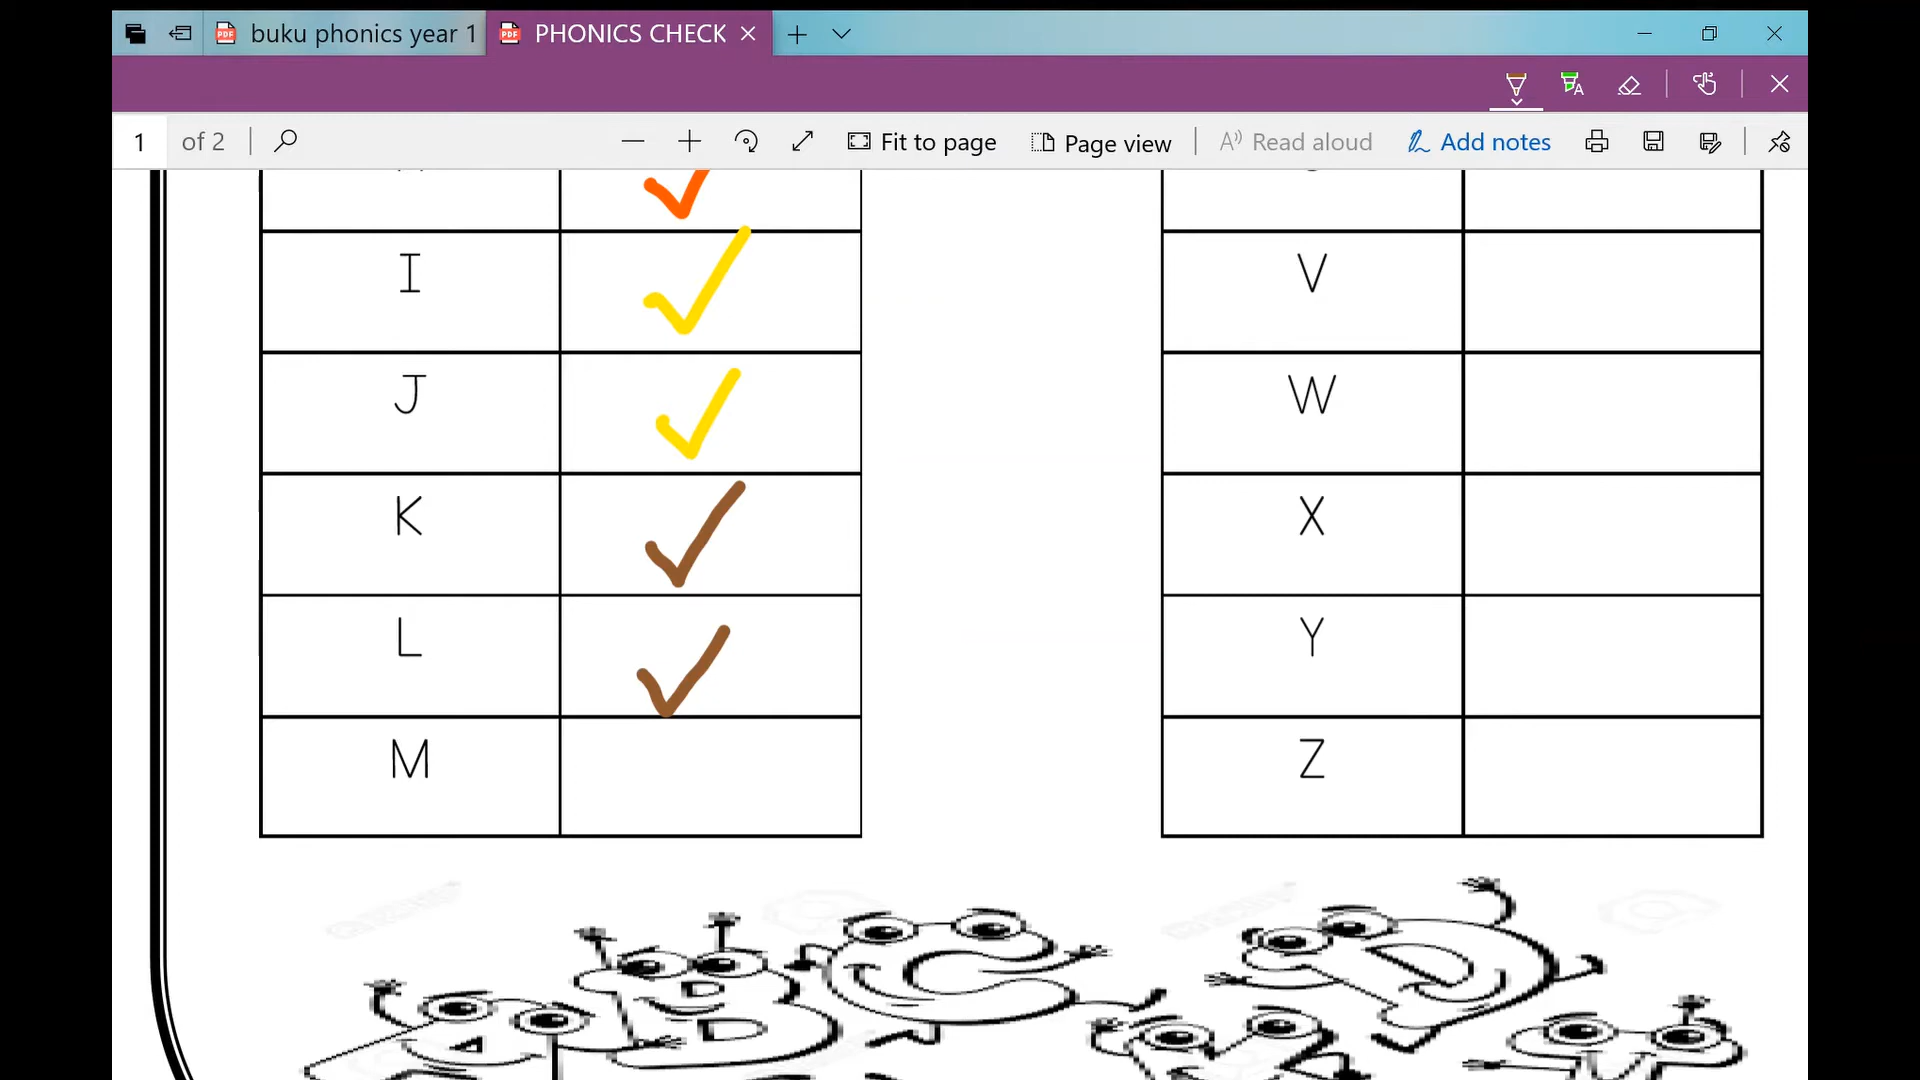 buku phonics year 1
PHONICS CHECK
1 of 2
Fit to page
Page view
Read aloud
Add notes
I
V
J
W
K
X
L
Y
M
Z